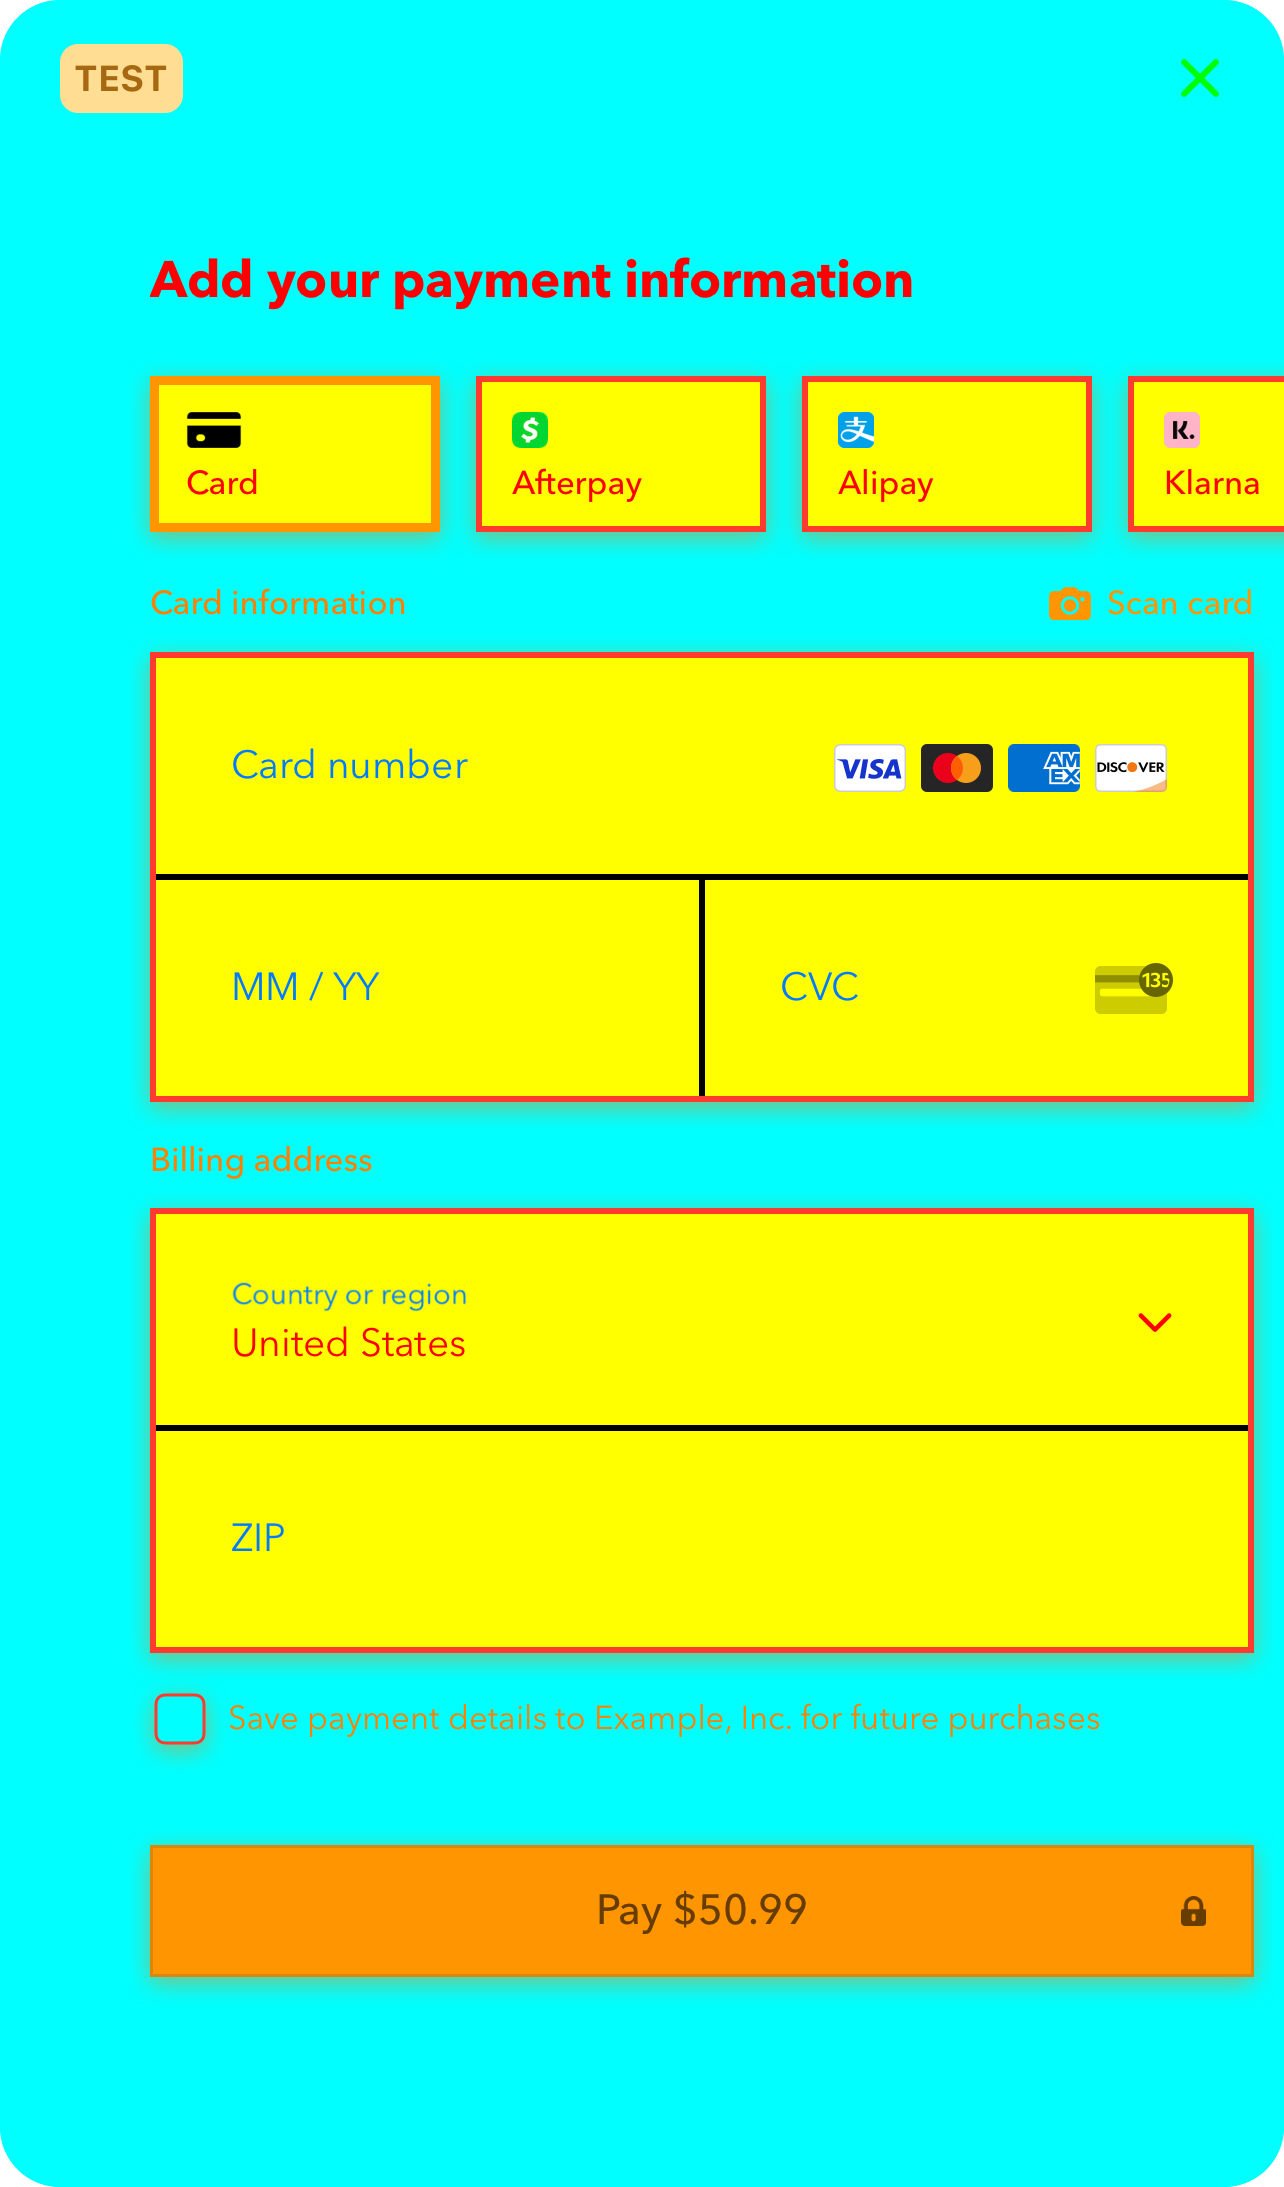 TEST
Add your payment information
Card
Afterpay
Alipay
K.
Klarna
Card information
Scan card
Card number
VISA
AM
EX
DISCOVER
MM / YY
CVC
135
Billing address
Country or region
United States
ZIP
Save payment details to Example, Inc. for future purchases
Pay $50.99